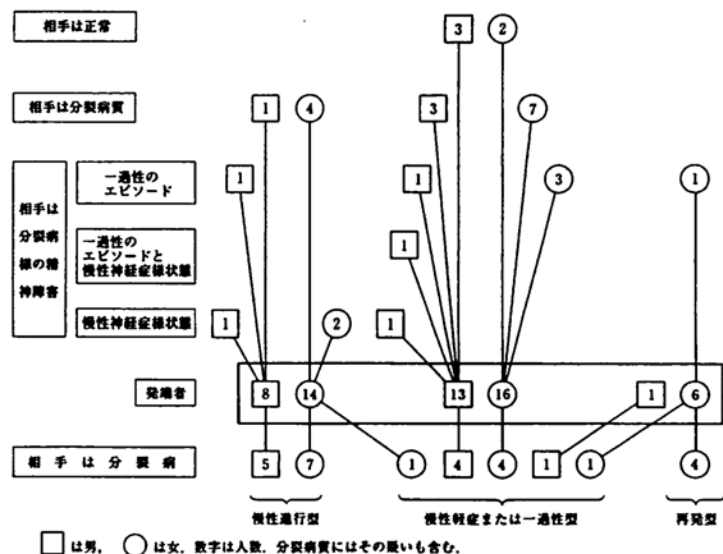 相手は正常
3 2
相手は分裂病質
1 4 3 7
相手は
分裂病
様の精
神障害
一過性の
エピソード
1 1 3 1
一過性の
エピソードと
慢性神経症様状態
1
慢性神経症様状態
1 2 1
発端者
8 14 13 16 1 6
相手は分裂病
5 7 1 4 4 1 1 4
慢性進行型
慢性軽症または一過性型
再発型
は男, は女. 数字は人数. 分裂病質にはその疑いも含む.